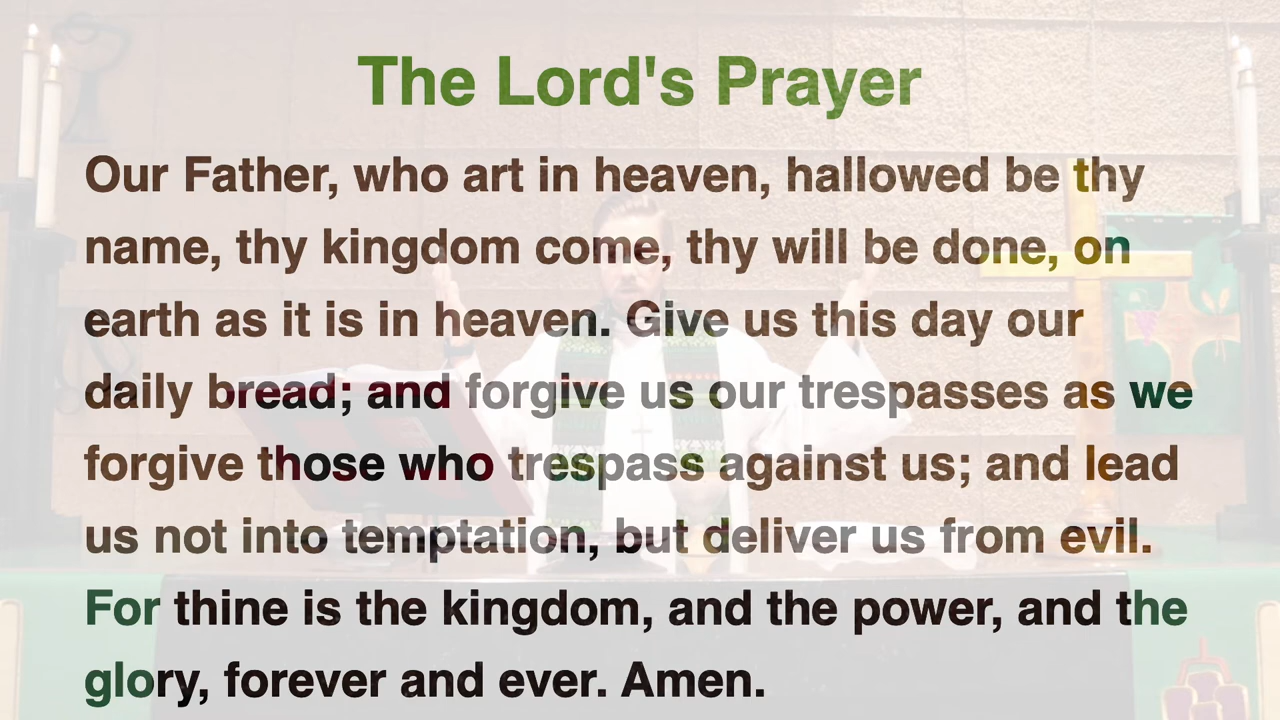 The Lord's Prayer
Our Father, who art in heaven, hallowed be thy
name, thy kingdom come, thy will be done, on
earth as it is in heaven. Give us this day our
daily bread; and forgive us our trespasses as we
forgive those who trespass against us; and lead
us not into temptation, but deliver us from evil.
For thine is the kingdom, and the power, and the
glory, forever and ever. Amen.